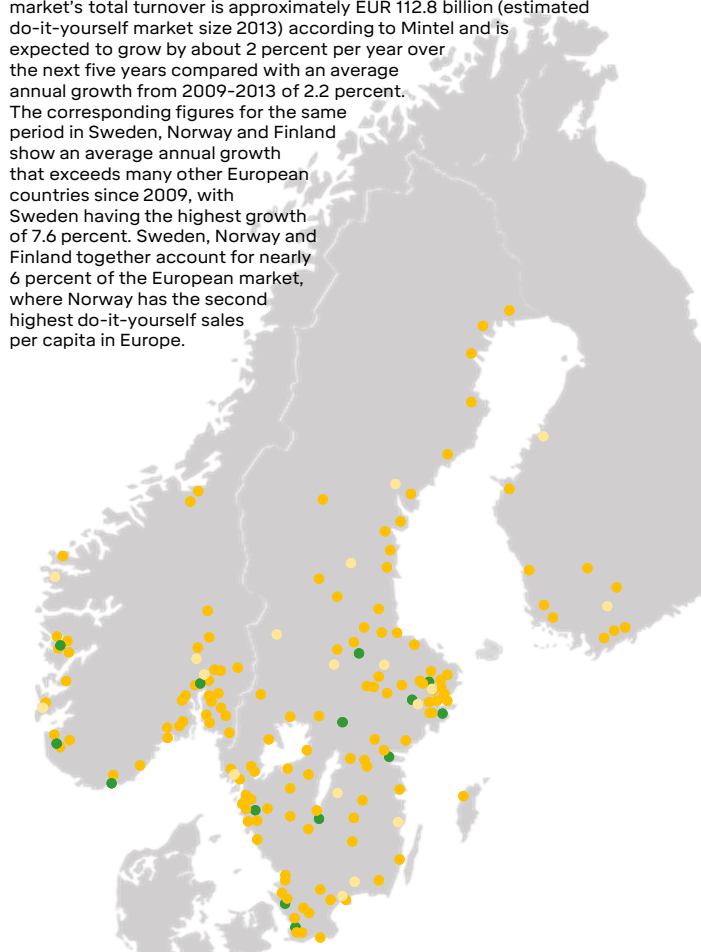 market's total turnover is approximately EUR 112.8 billion (estimated
do-it-yourself market size 2013) according to Mintel and is
expected to grow by about 2 percent per year over
the next five years compared with an average
annual growth from 2009-2013 of 2.2 percent.
The corresponding figures for the same
period in Sweden, Norway and Finland
show an average annual growth
that exceeds many other European
countries since 2009, with
Sweden having the highest growth
of 7.6 percent. Sweden, Norway and
Finland together account for nearly
6 percent of the European market,
where Norway has the second
highest do-it-yourself sales
per capita in Europe.